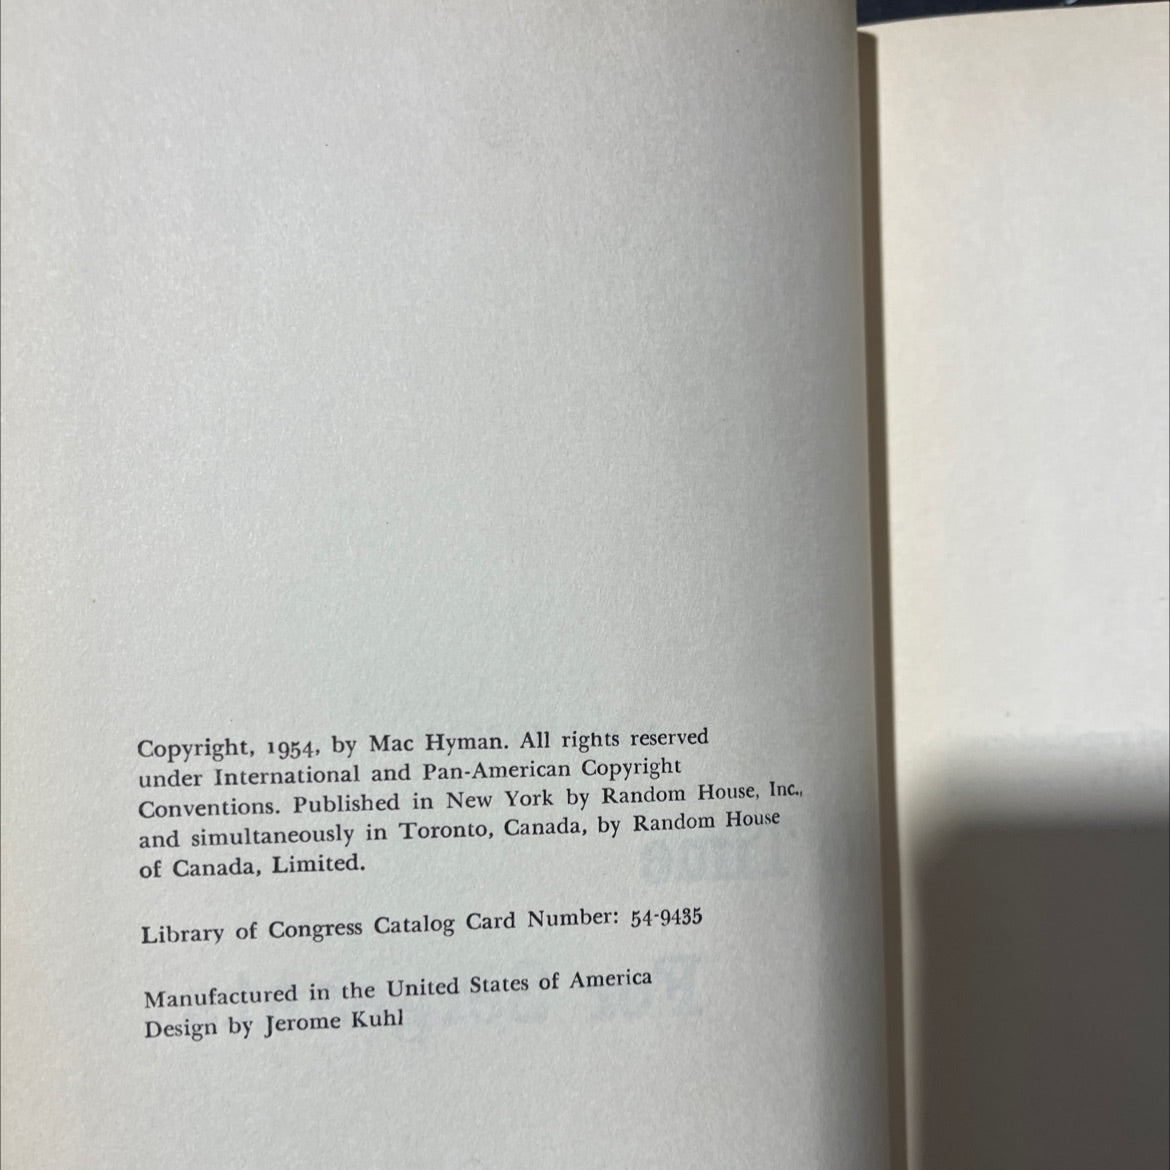 Copyright, 1954, by Mac Hyman. All rights reserved
under International and Pan-American Copyright
Conventions. Published in New York by Random House, Inc.,
and simultaneously in Toronto, Canada, by Random House
of Canada, Limited.
Library of Congress Catalog Card Number: 54-9435
Manufactured in the United States of America
Design by Jerome Kuhl